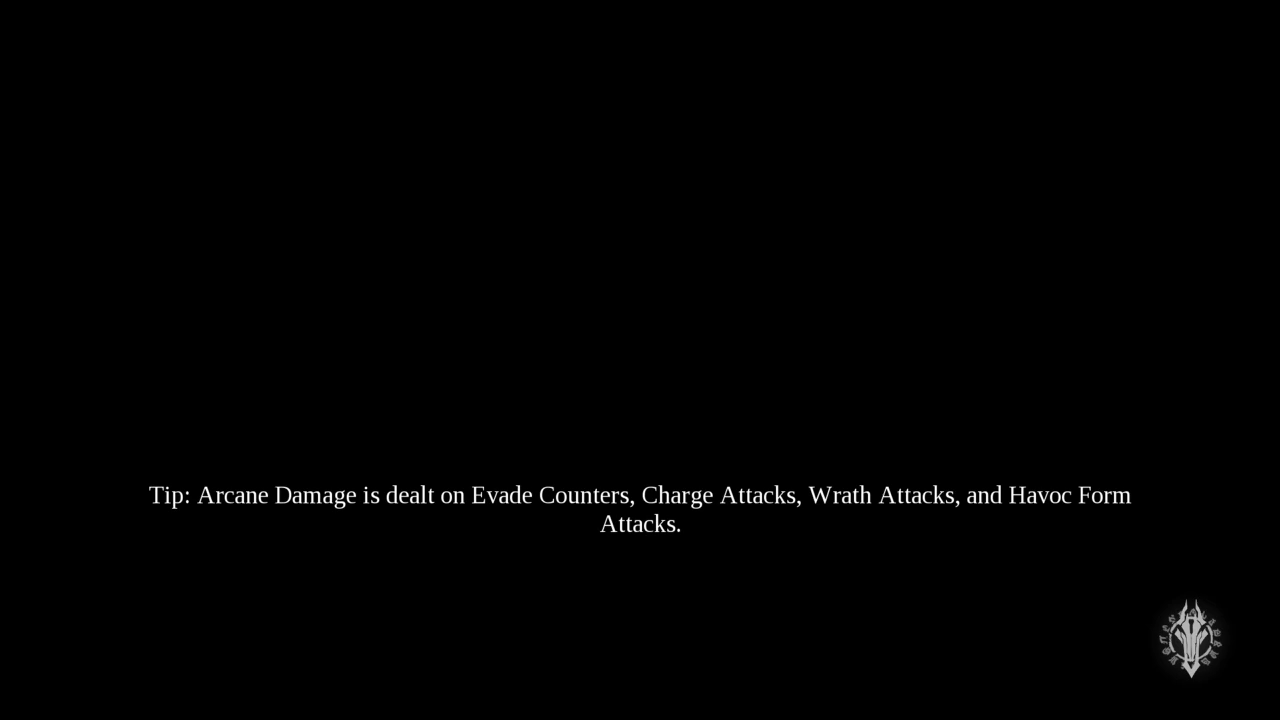 Tip: Arcane Damage is dealt on Evade Counters, Charge Attacks, Wrath Attacks, and Havoc Form
Attacks.